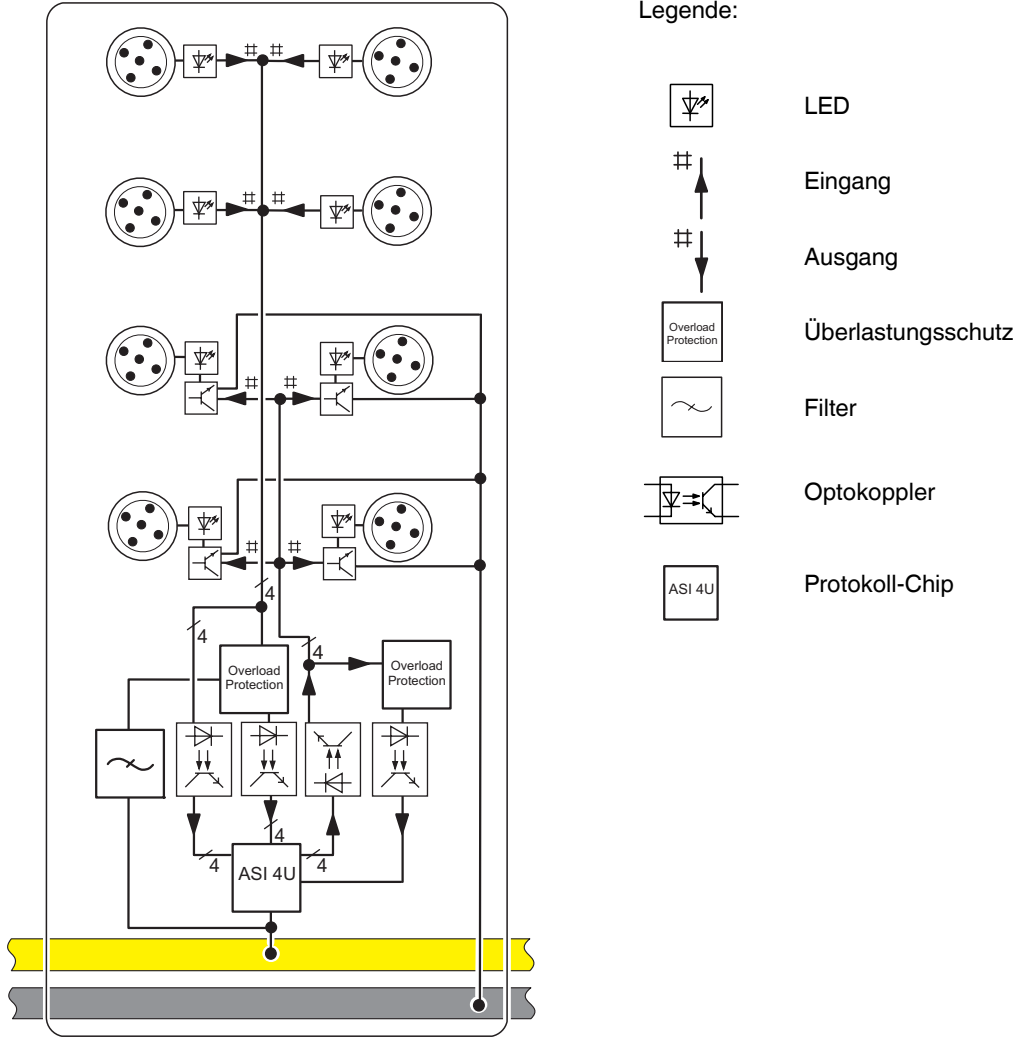 Legende:
LED
Eingang
Ausgang
Overload
Protection
Überlastungsschutz
Filter
Optokoppler
ASI 4U
Protokoll-Chip
4
4
4
Overload
Protection
Overload
Protection
4
4
4
ASI 4U